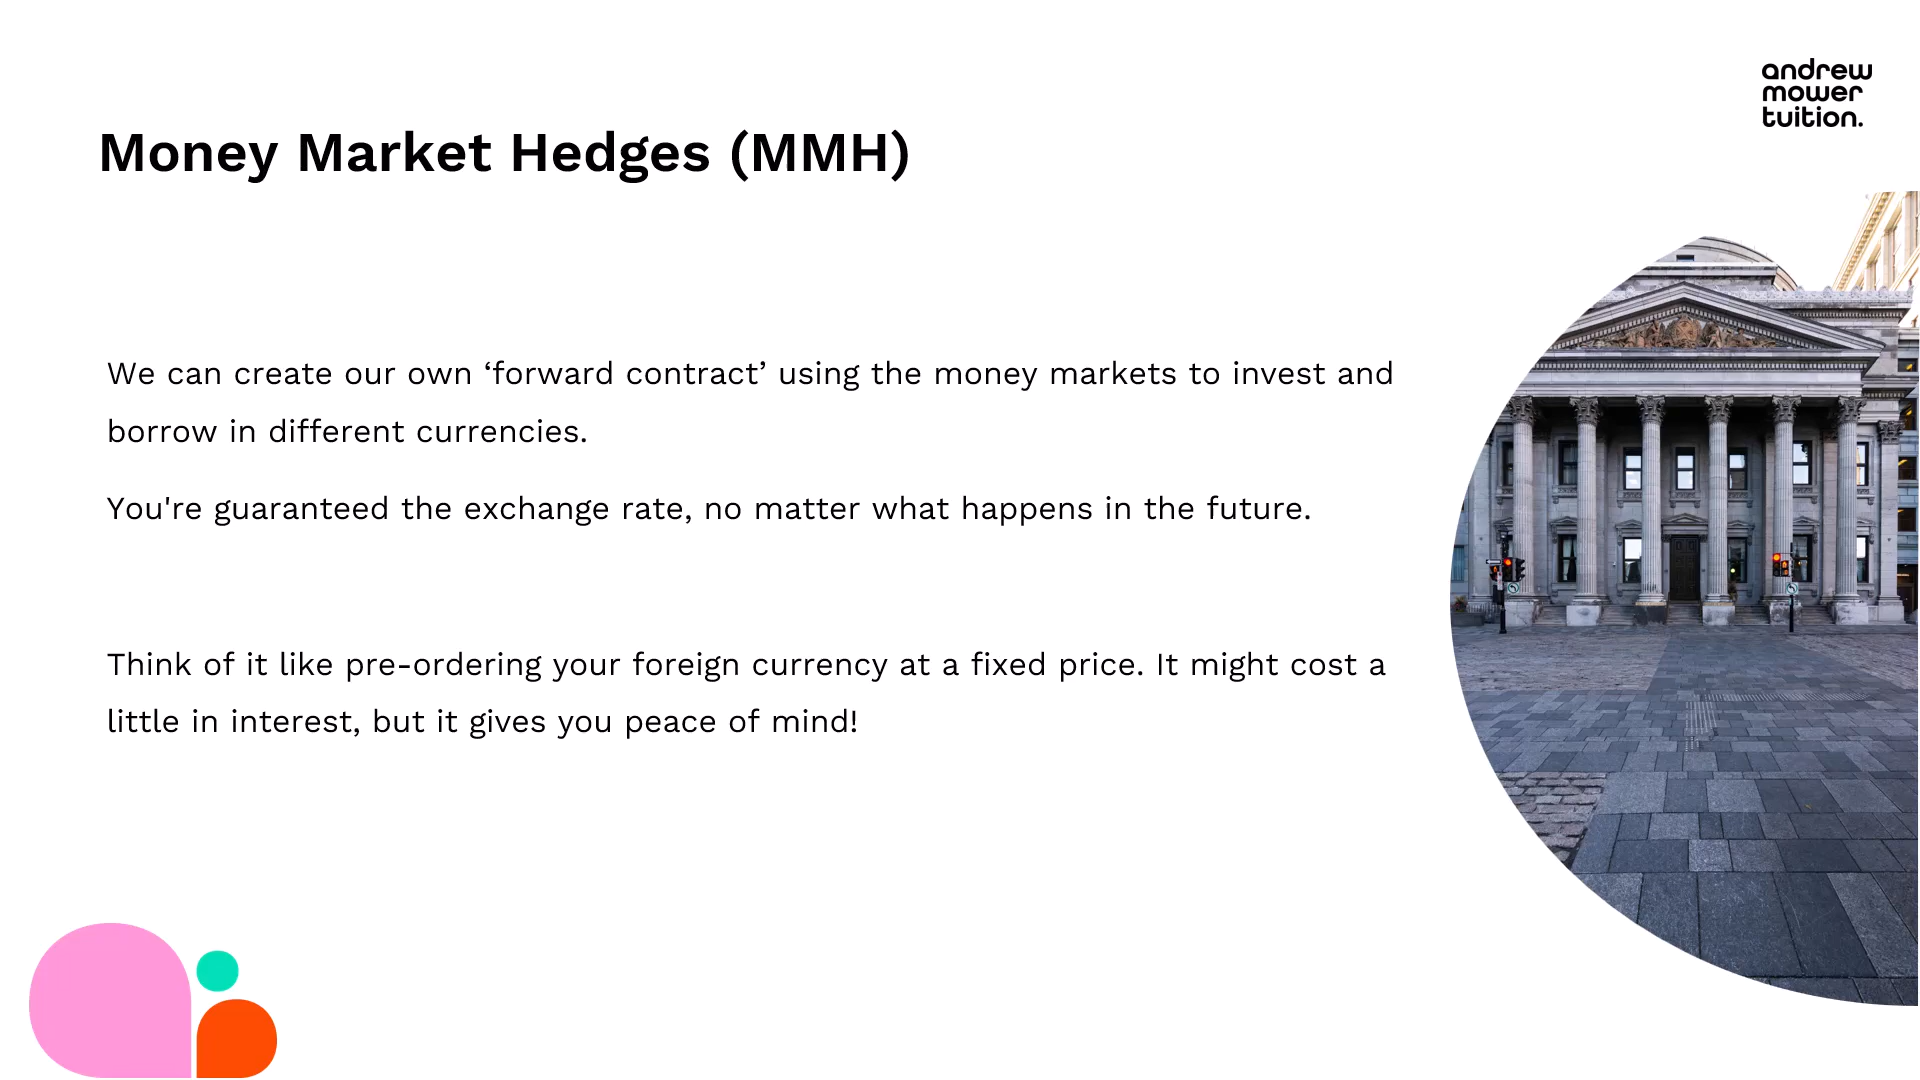 andrew
mower
tuition.
Money Market Hedges (MMH)
We can create our own ‘forward contract’ using the money markets to invest and
borrow in different currencies.
You're guaranteed the exchange rate, no matter what happens in the future.
Think of it like pre-ordering your foreign currency at a fixed price. It might cost a
little in interest, but it gives you peace of mind!